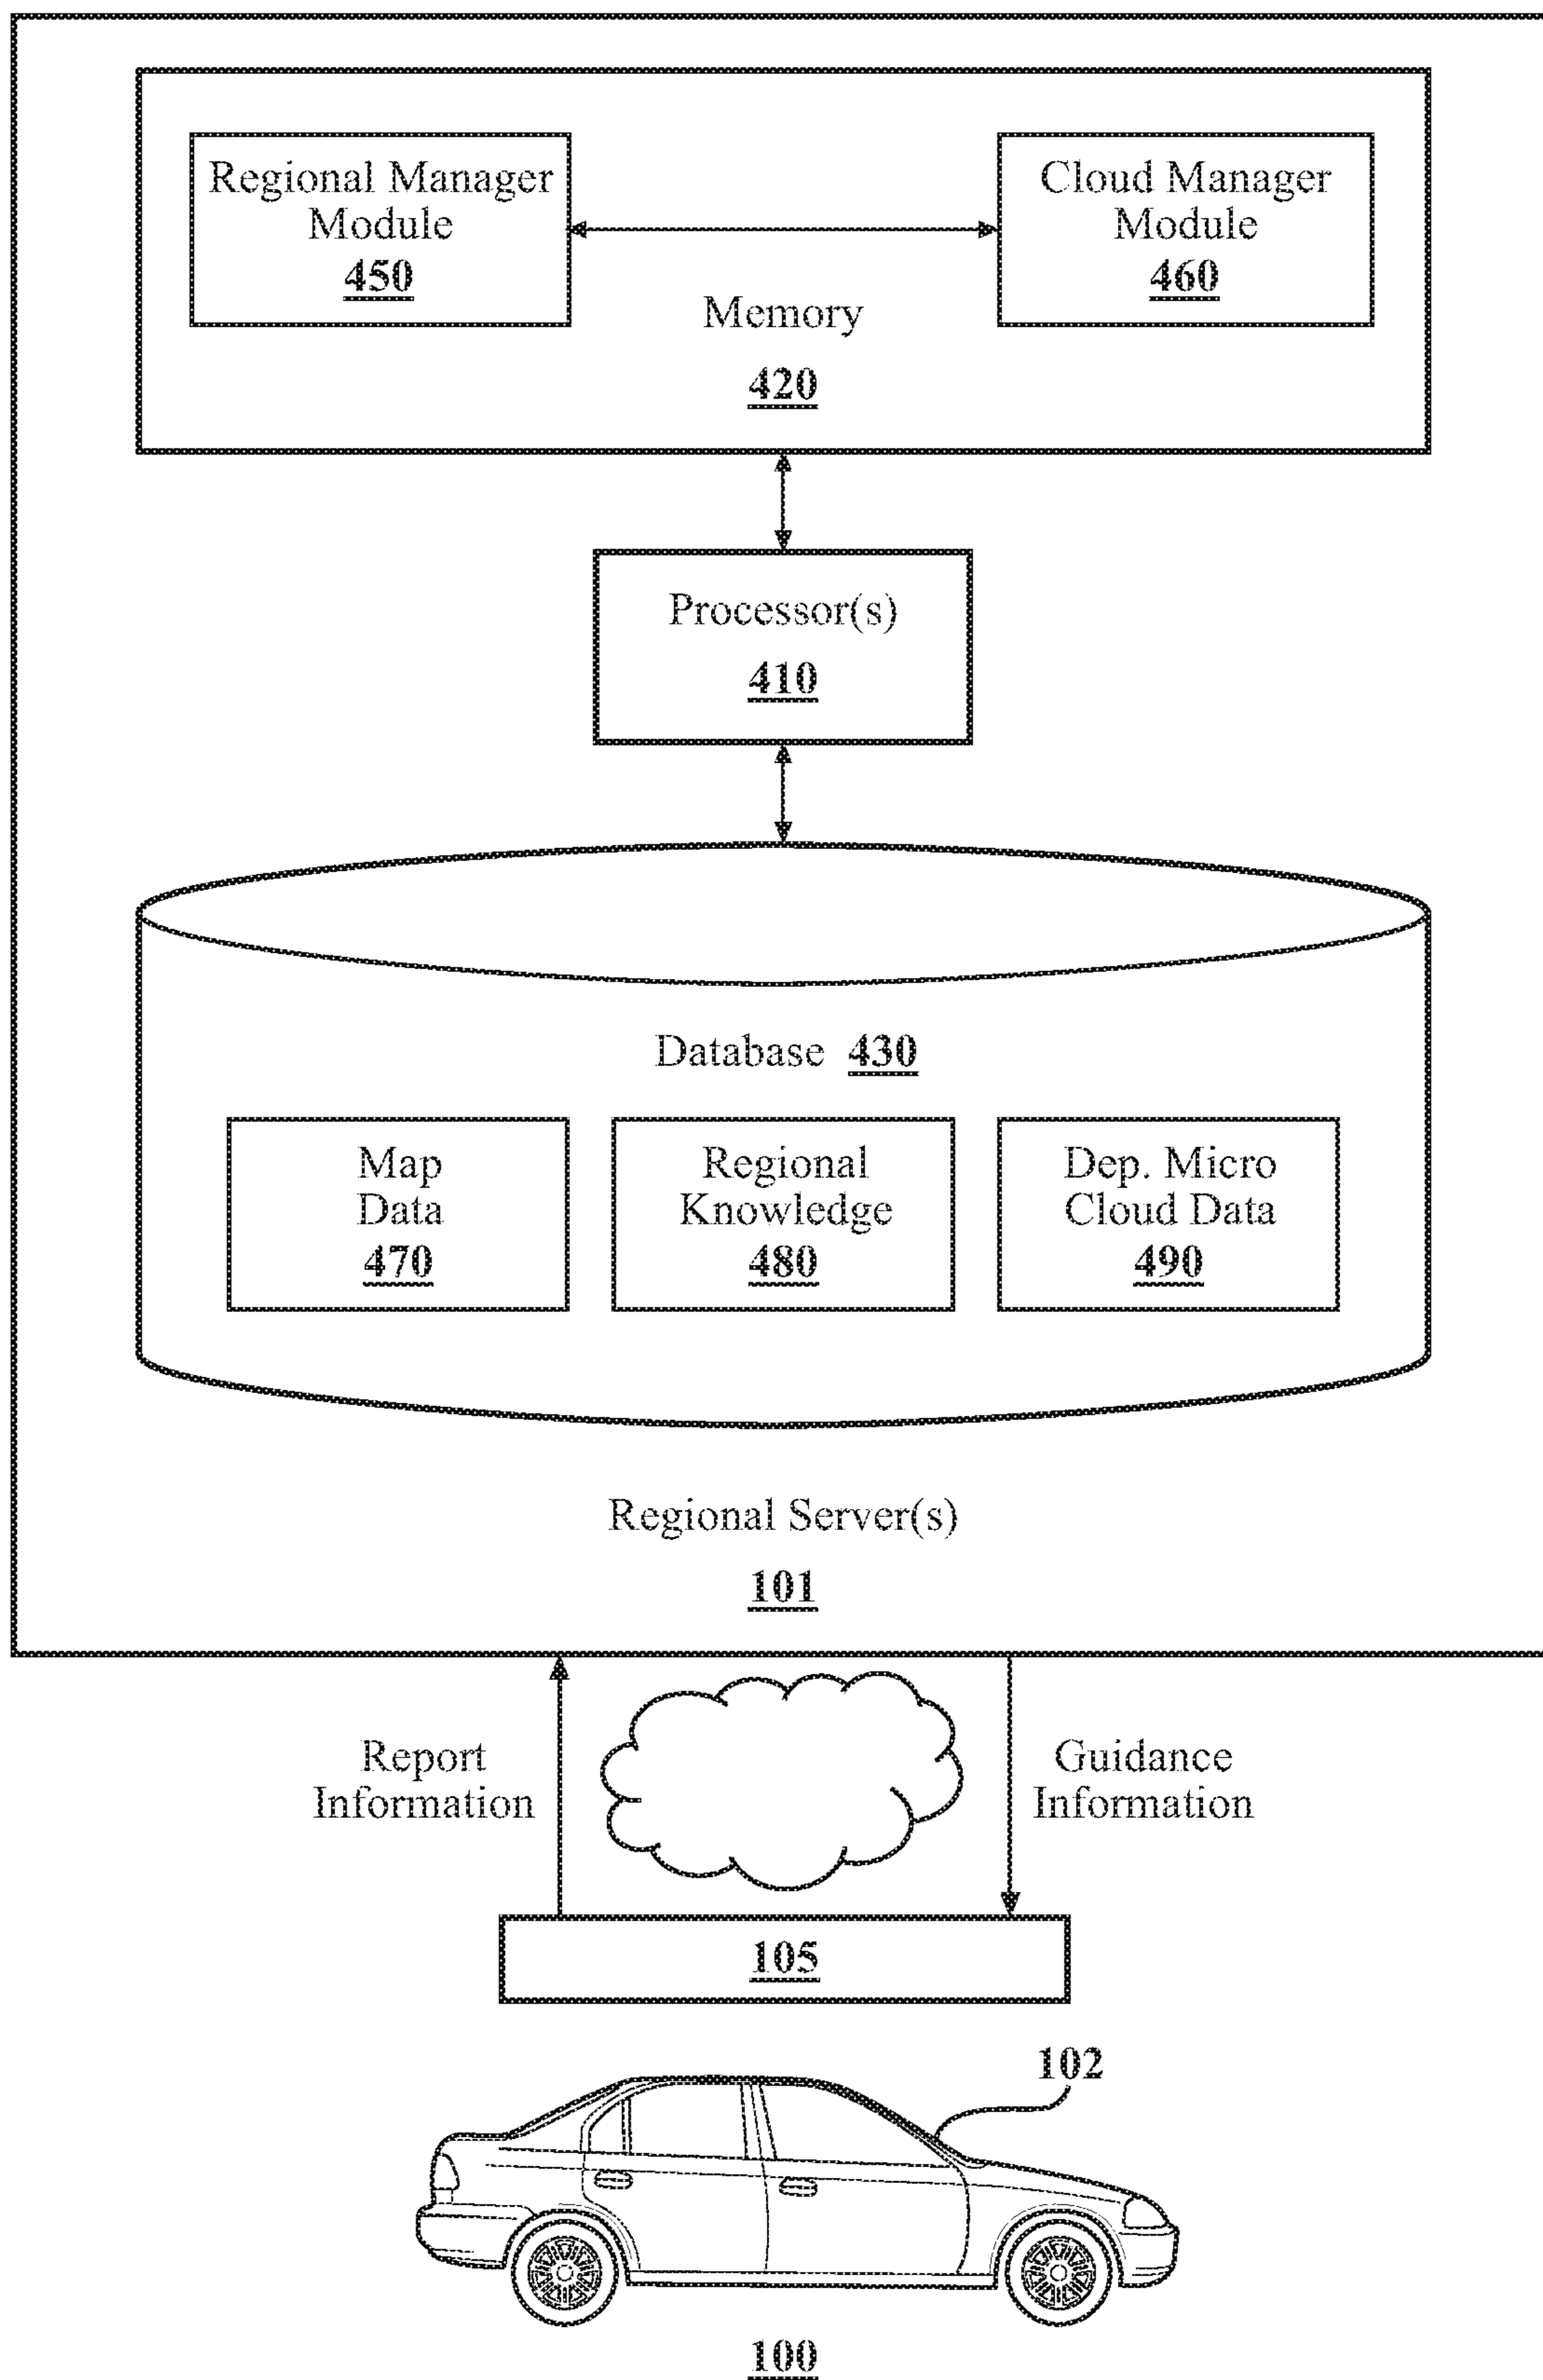 Regional Manager
Module
450
Cloud Manager
Module
460
Memory
420
Processor(s)
410
Database 430
Map
Data
470
Regional
Knowledge
480
Dep. Micro
Cloud Data
490
Regional Server(s)
101
Report
Information
Guidance
Information
105
102
100